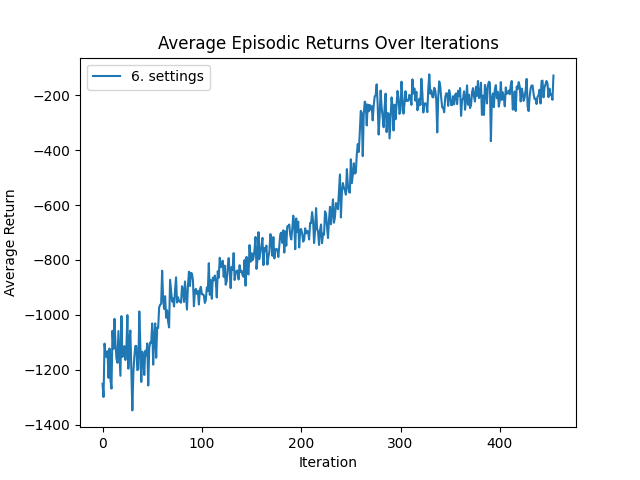 Average Episodic Returns Over Iterations
6. settings
Average Return
−200
−400
−600
−800
−1000
−1200
−1400
0 100 200 300 400
Iteration